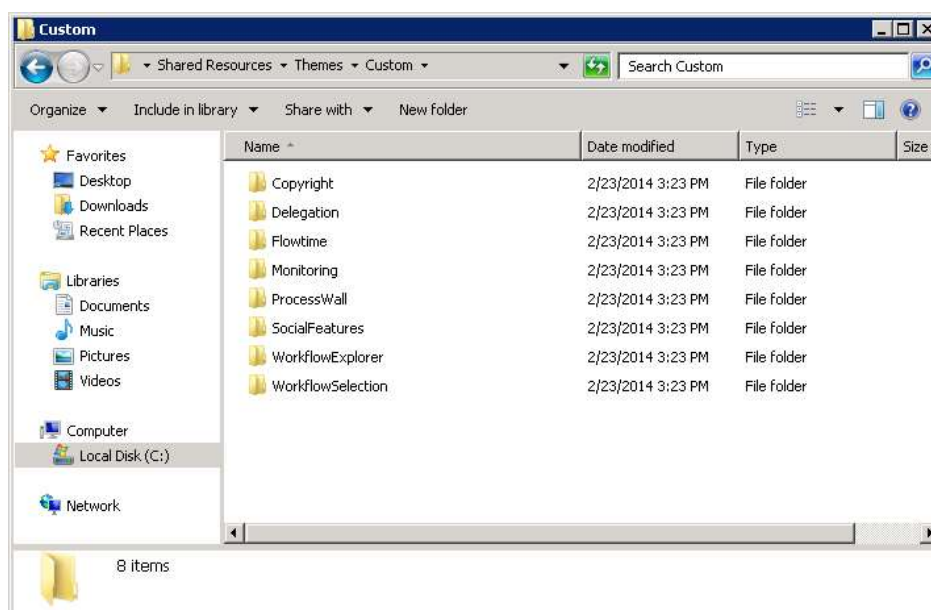 Custom
Shared Resources Themes Custom Search Custom
Organize Include in library Share with New folder
Favorites
Desktop
Downloads
Recent Places
Libraries
Documents
Music
Pictures
Videos
Computer
Local Disk (C:)
Network
Name Date modified Type Size
Copyright 2/23/2014 3:23 PM File folder
Delegation 2/23/2014 3:23 PM File folder
Flowtime 2/23/2014 3:23 PM File folder
Monitoring 2/23/2014 3:23 PM File folder
ProcessWall 2/23/2014 3:23 PM File folder
SocialFeatures 2/23/2014 3:23 PM File folder
WorkflowExplorer 2/23/2014 3:23 PM File folder
WorkflowSelection 2/23/2014 3:23 PM File folder
8 items